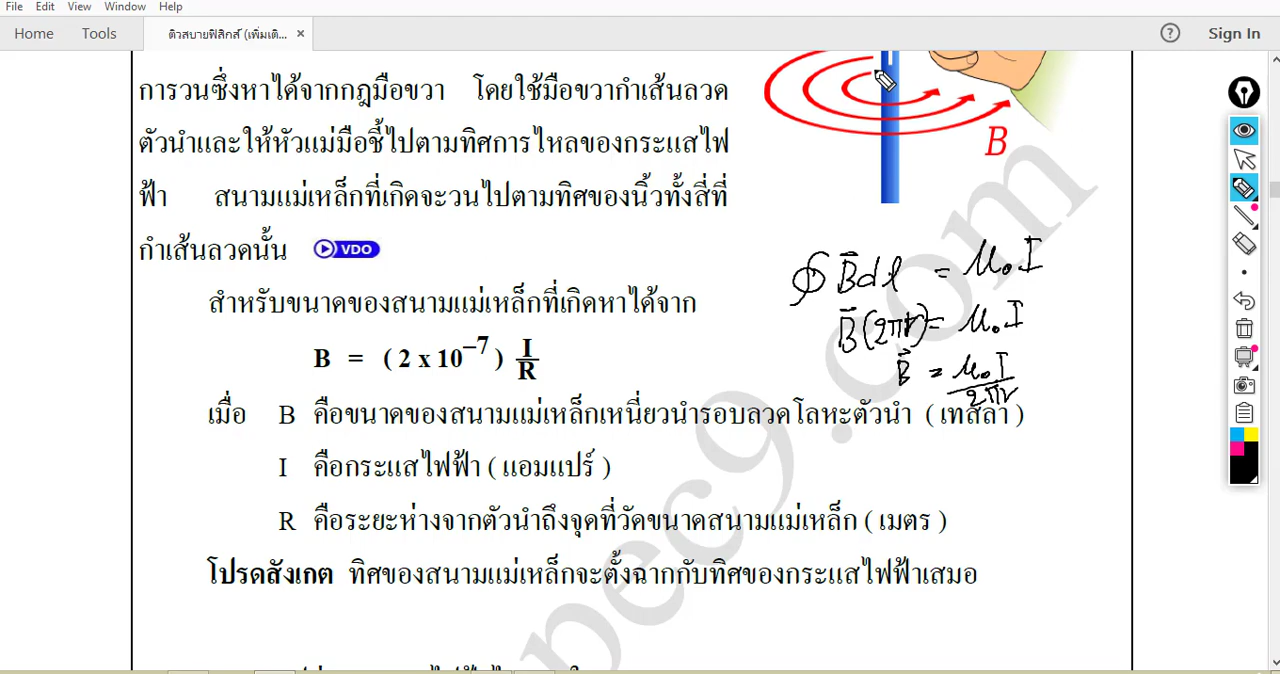 File Edit View Window Help
Home Tools ติวสบายฟิสิกส์ (เพิ่มเติ... × ? Sign In
การวนซึ่งหาได้จากกฎมือขวา โดยใช้มือขวากำเส้นลวด
ตัวนำและให้หัวแม่มือชี้ไปตามทิศการไหลของกระแสไฟ
B
ฟ้า สนามแม่เหล็กที่เกิดจะวนไปตามทิศของนิ้วทั้งสี่ที่
กำเส้นลวดนั้น VDO
∮ B̄dl = μ₀I
สำหรับขนาดของสนามแม่เหล็กที่เกิดหาได้จาก
B̄(2πr) = μ₀I
B = ( 2 x 10⁻⁷ ) I/R
B̄ = μ₀I/2πr
เมื่อ B คือขนาดของสนามแม่เหล็กเหนี่ยวนำรอบลวดโลหะตัวนำ ( เทสลา )
I คือกระแสไฟฟ้า ( แอมแปร์ )
R คือระยะห่างจากตัวนำถึงจุดที่วัดขนาดสนามแม่เหล็ก ( เมตร )
โปรดสังเกต ทิศของสนามแม่เหล็กจะตั้งฉากกับทิศของกระแสไฟฟ้าเสมอ
pec9.com